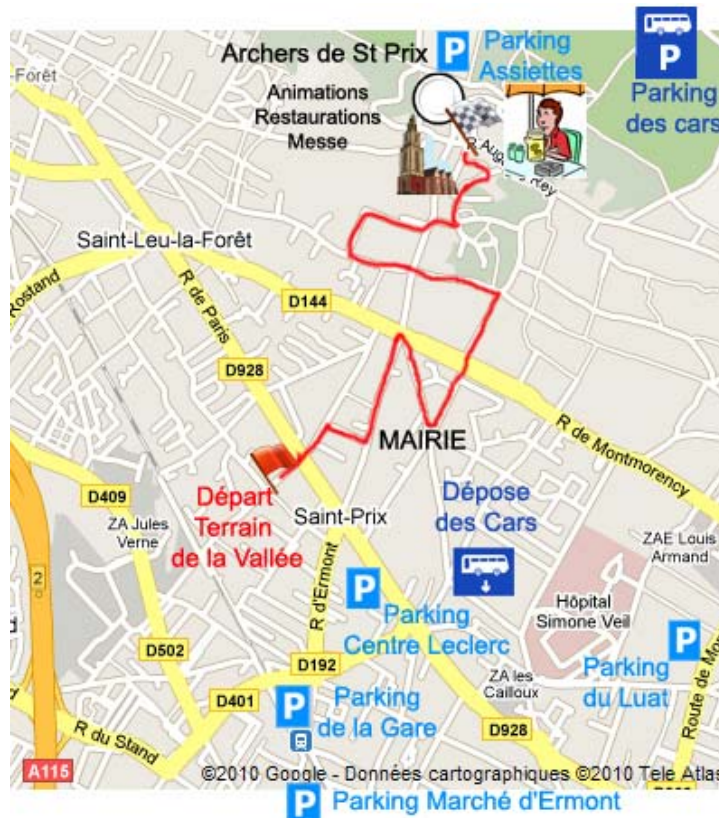 Archers de St Prix
P
Parking
Assiettes
P
Parking
des cars
Animations
Restaurations
Messe
-Forêt
Saint-Leu-la-Forêt
Rostand
R de Paris
D144
D928
MAIRIE
R de Montmorency
D409
ZA Jules
Verne
Départ
Terrain
de la Vallée
Saint-Prix
Dépose
des Cars
ZAE Louis
Armand
2
R d'Ermont
P
Parking
Centre Leclerc
Hôpital
Simone Veil
P
Parking
du Luat
D502
D192
D401
P
Parking
de la Gare
ZA les
Cailloux
D928
Route de Mo
R du Stand
A115
©2010 Google - Données cartographiques ©2010 Tele Atlas
P
Parking Marché d'Ermont